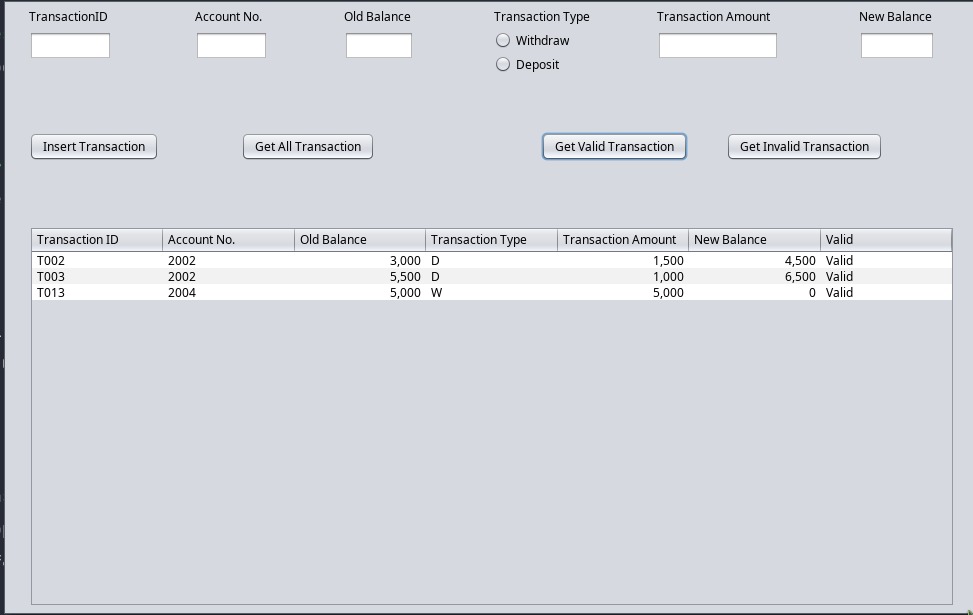 TransactionID Account No. Old Balance Transaction Type Transaction Amount New Balance
Withdraw
Deposit
Insert Transaction Get All Transaction Get Valid Transaction Get Invalid Transaction
Transaction ID Account No. Old Balance Transaction Type Transaction Amount New Balance Valid
T002 2002 3,000 D 1,500 4,500 Valid
T003 2002 5,500 D 1,000 6,500 Valid
T013 2004 5,000 W 5,000 0 Valid